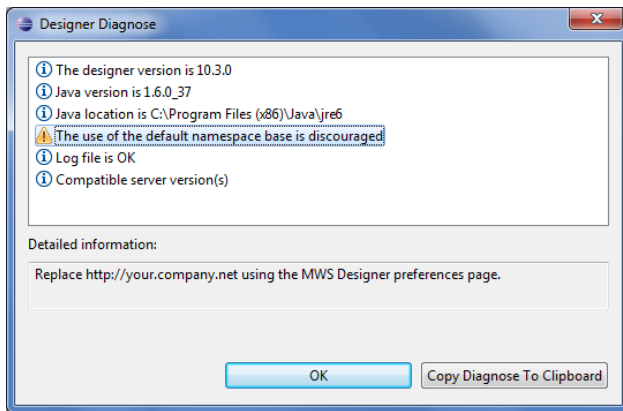 Designer Diagnose
The designer version is 10.3.0
Java version is 1.6.0_37
Java location is C:\Program Files (x86)\Java\jre6
The use of the default namespace base is discouraged
Log file is OK
Compatible server version(s)
Detailed information:
Replace http://your.company.net using the MWS Designer preferences page.
OK
Copy Diagnose To Clipboard